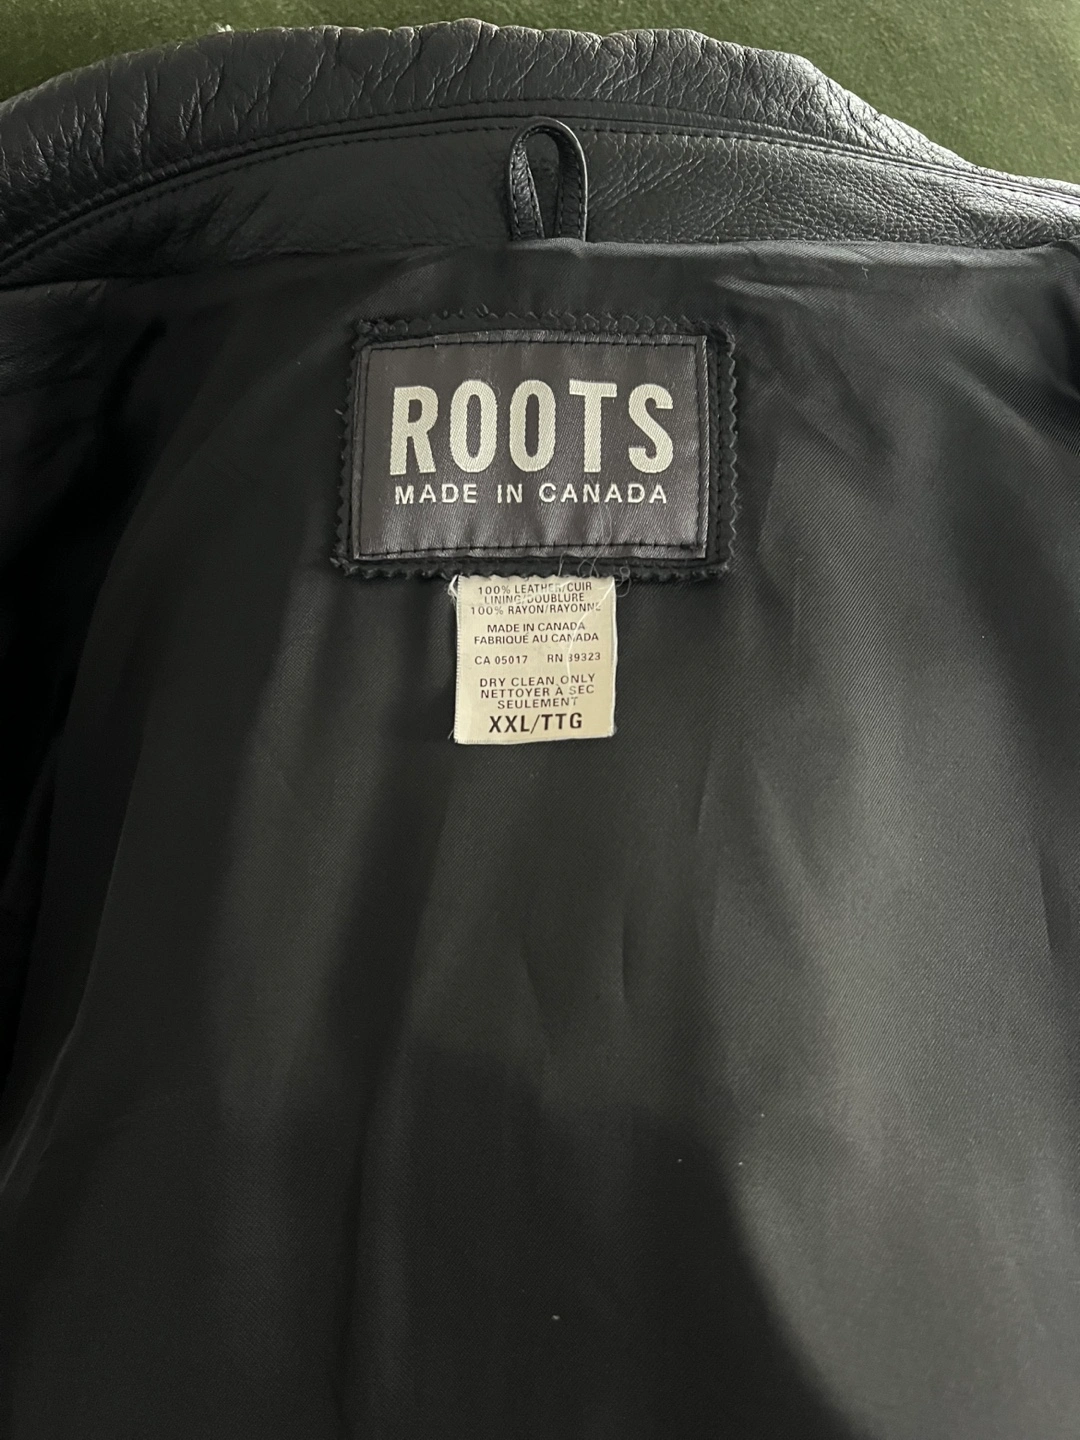 ROOTS
MADE IN CANADA
100% LEATHER/CUIR
LINING/DOUBLURE
100% RAYON/RAYONNE
MADE IN CANADA
FABRIQUÉ AU CANADA
CA 05017 RN
DRY CLEAN ONLY
NETTOYER À SEC
SEULEMENT
XXL/TTG